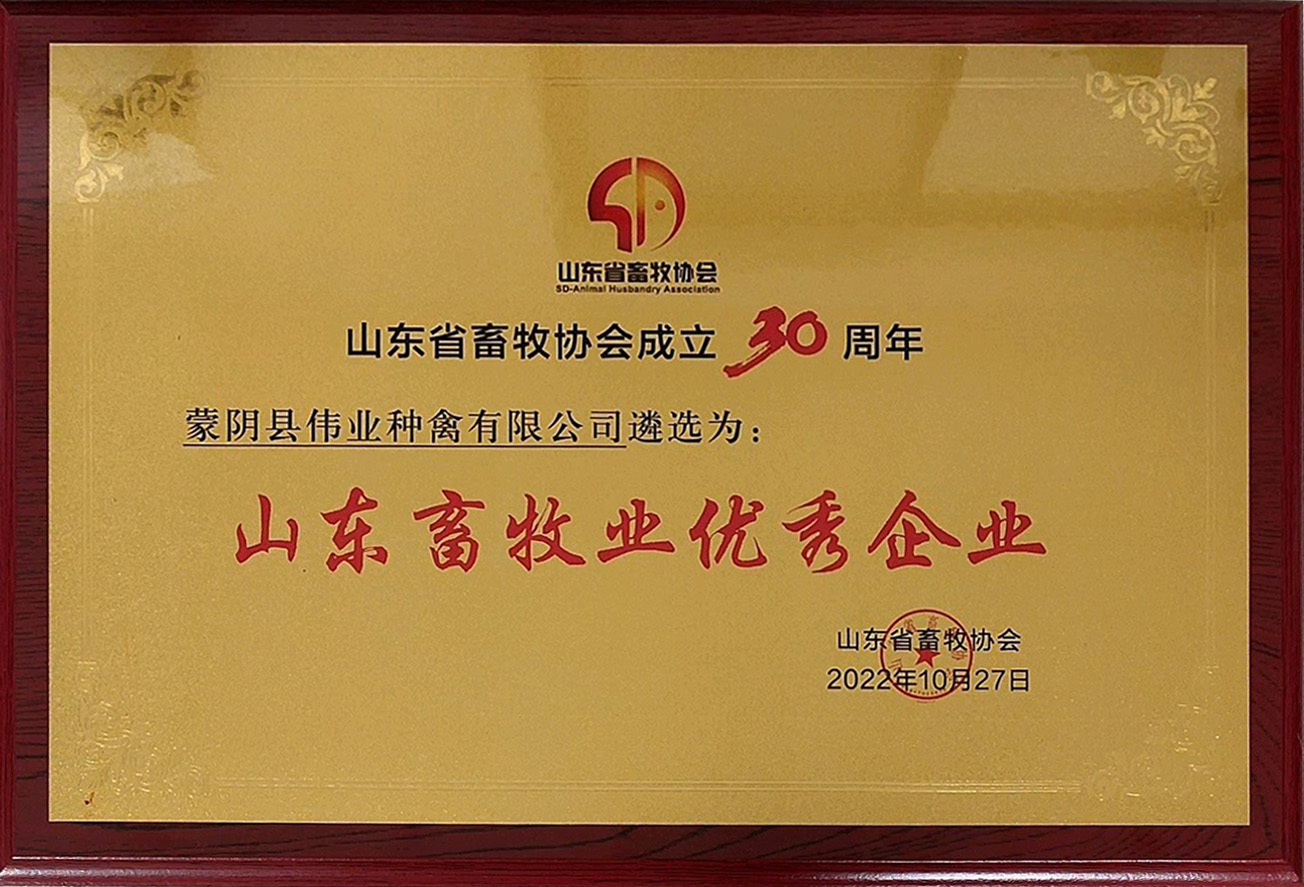 山东省畜牧协会
SD-Animal Husbandry Association
山东省畜牧协会成立30周年
蒙阴县伟业种禽有限公司遴选为：
山东畜牧业优秀企业
山东省畜牧协会
2022年10月27日